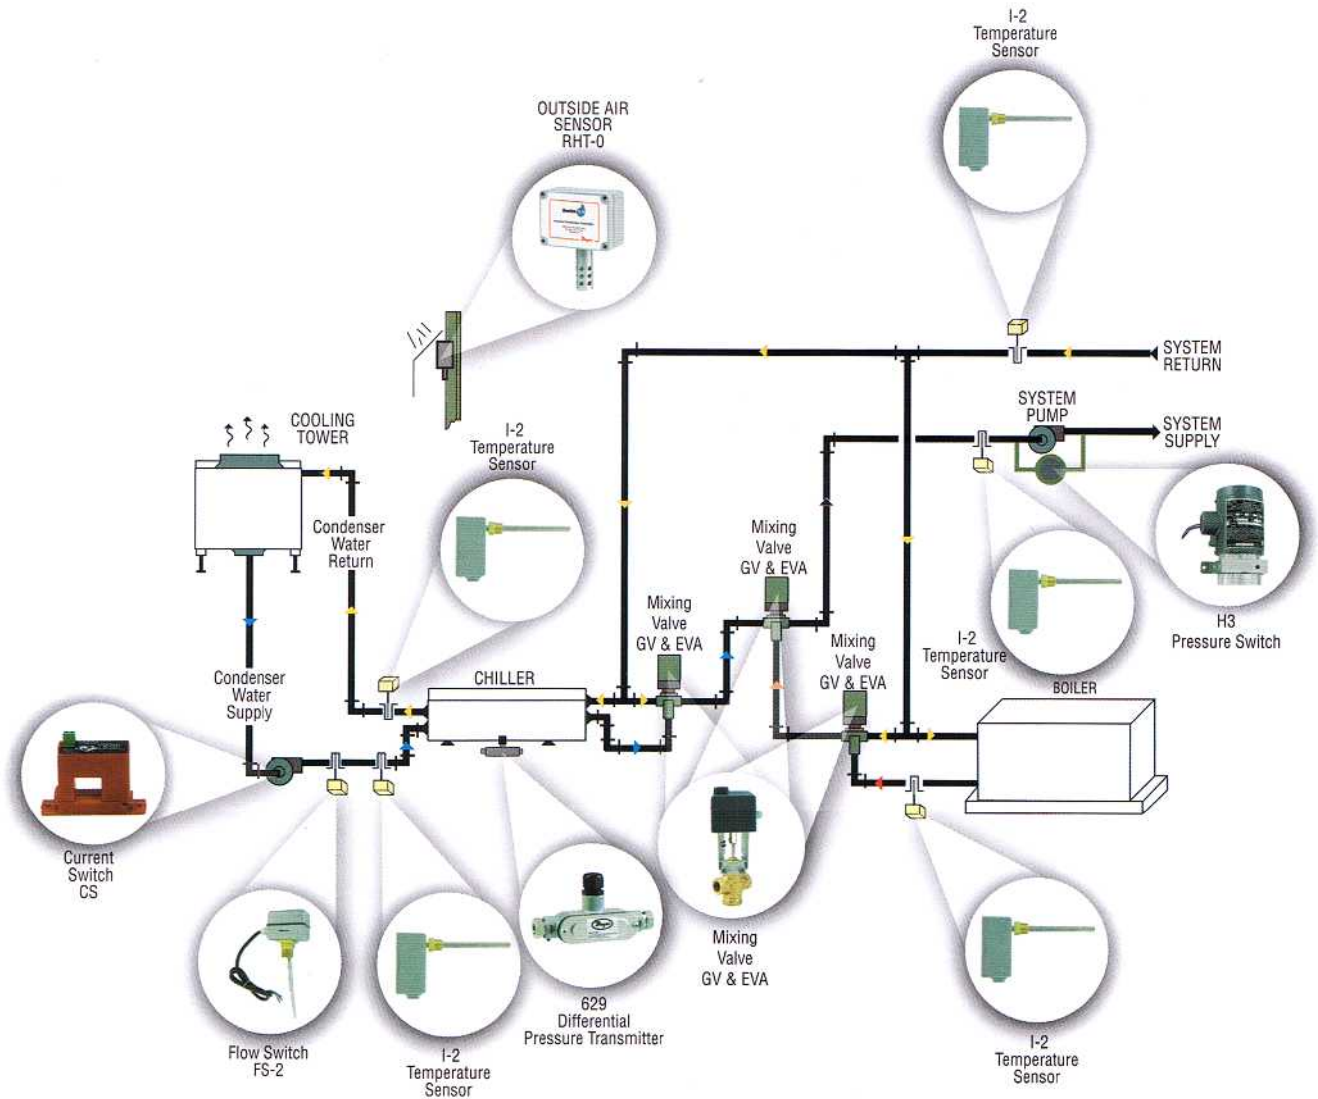 I-2
Temperature
Sensor
OUTSIDE AIR
SENSOR
RHT-0
SYSTEM
RETURN
SYSTEM
PUMP
SYSTEM
SUPPLY
COOLING
TOWER
I-2
Temperature
Sensor
Condenser
Water
Return
Mixing
Valve
GV & EVA
Mixing
Valve
GV & EVA
Mixing
Valve
GV & EVA
H3
Pressure Switch
I-2
Temperature
Sensor
Condenser
Water
Supply
CHILLER
BOILER
Current
Switch
CS
Mixing
Valve
GV & EVA
629
Differential
Pressure Transmitter
Flow Switch
FS-2
I-2
Temperature
Sensor
I-2
Temperature
Sensor